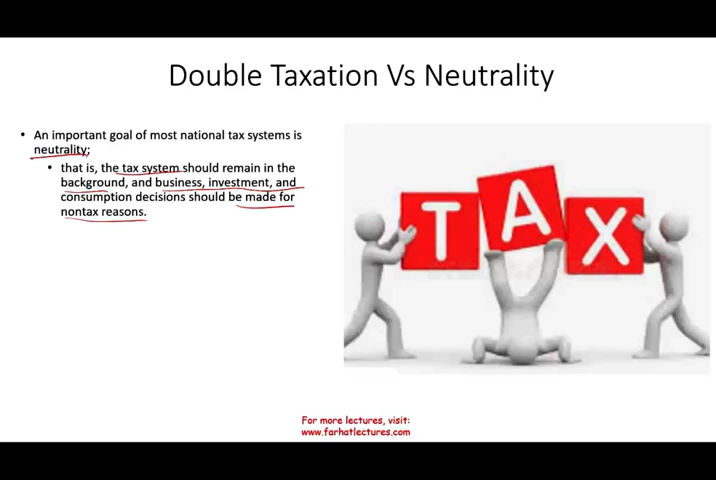 Double Taxation Vs Neutrality
• An important goal of most national tax systems is
neutrality;
• that is, the tax system should remain in the
background, and business, investment, and
consumption decisions should be made for
nontax reasons.
TAX
For more lectures, visit:
www.farhatlectures.com